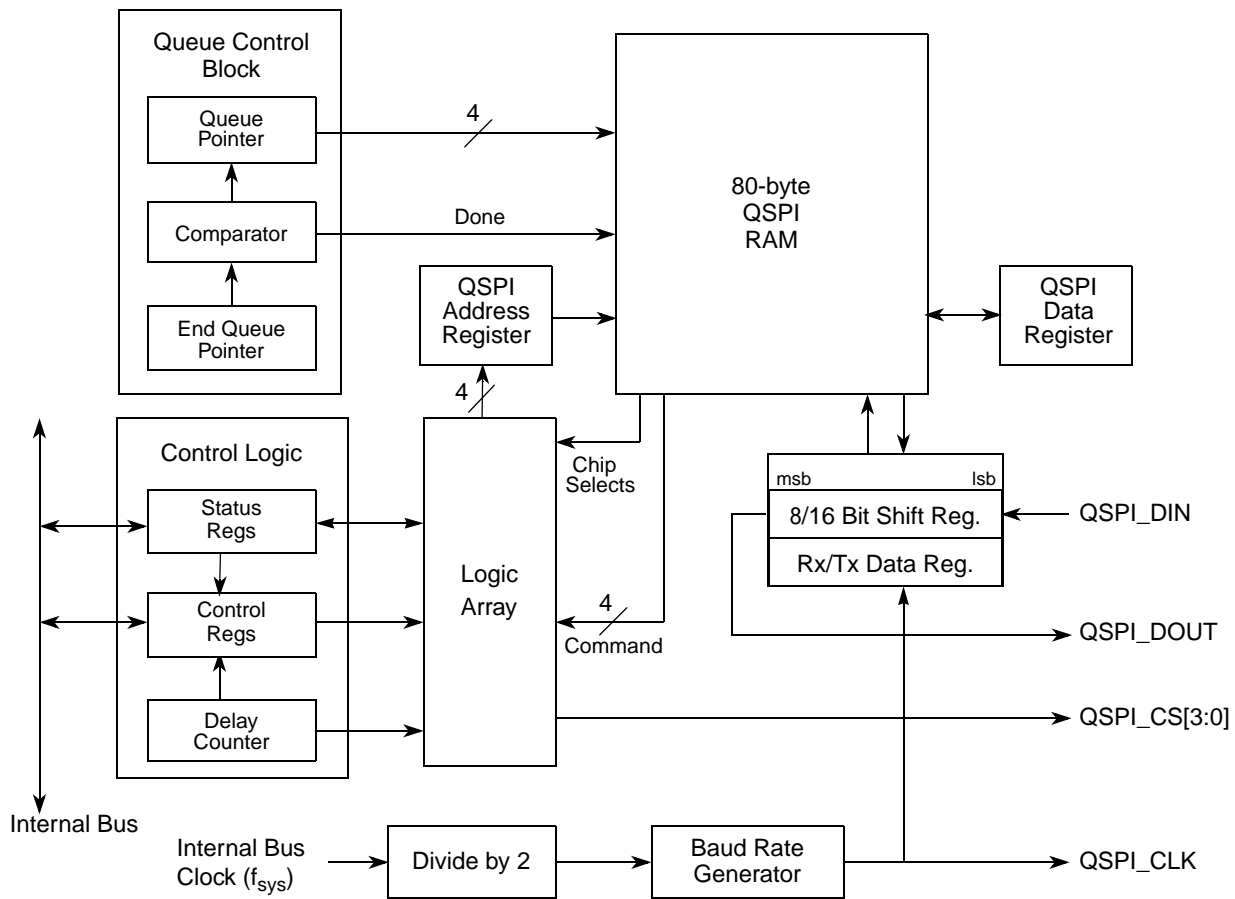 Queue Control
Block
Queue
Pointer
4
Comparator
Done
End Queue
Pointer
80-byte
QSPI
RAM
QSPI
Address
Register
QSPI
Data
Register
4
Control Logic
Status
Regs
Control
Regs
Delay
Counter
Logic
Array
Chip
Selects
4
Command
msb
lsb
8/16 Bit Shift Reg.
Rx/Tx Data Reg.
QSPI_DIN
QSPI_DOUT
QSPI_CS[3:0]
Internal Bus
Internal Bus
Clock (fsys)
Divide by 2
Baud Rate
Generator
QSPI_CLK